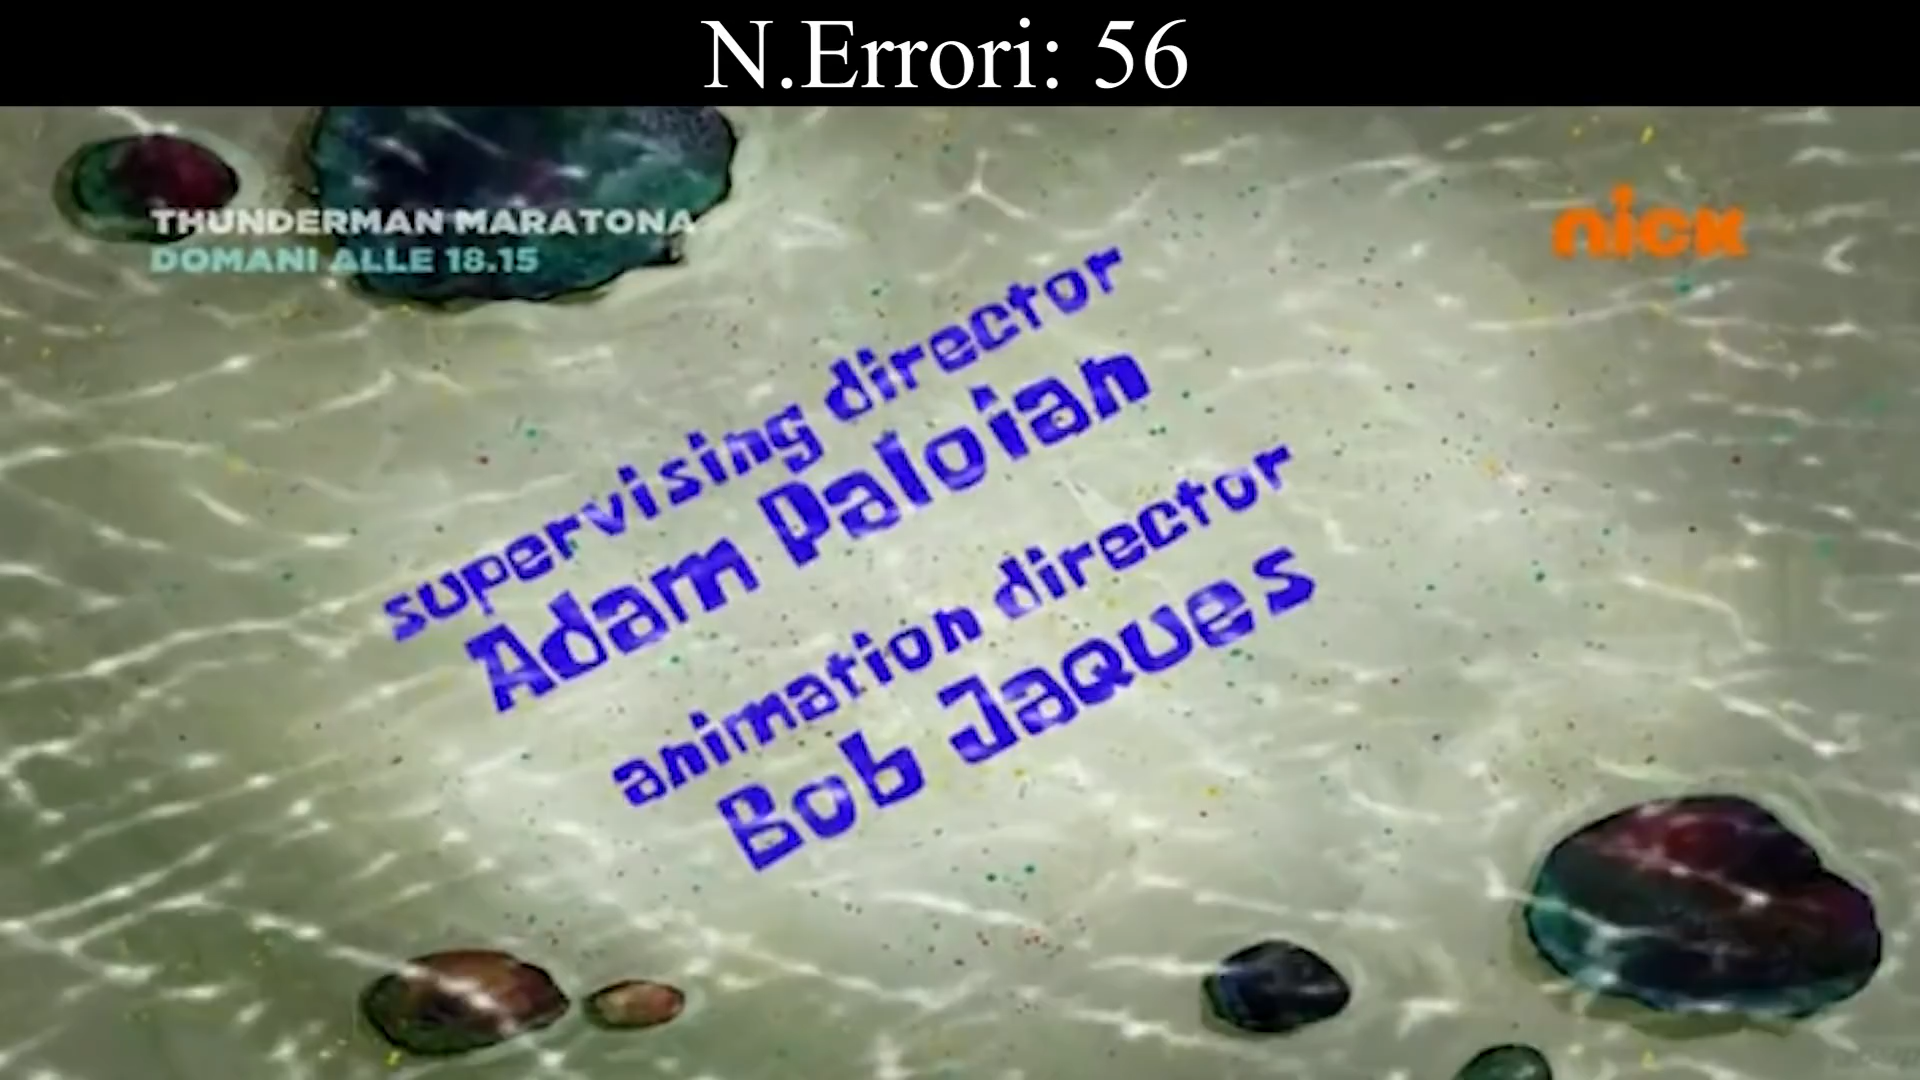 N.Errori: 56
THUNDERMAN MARATONA
DOMANI ALLE 18.15
nick
supervising director
Adam Paloian
animation director
Bob Jaques